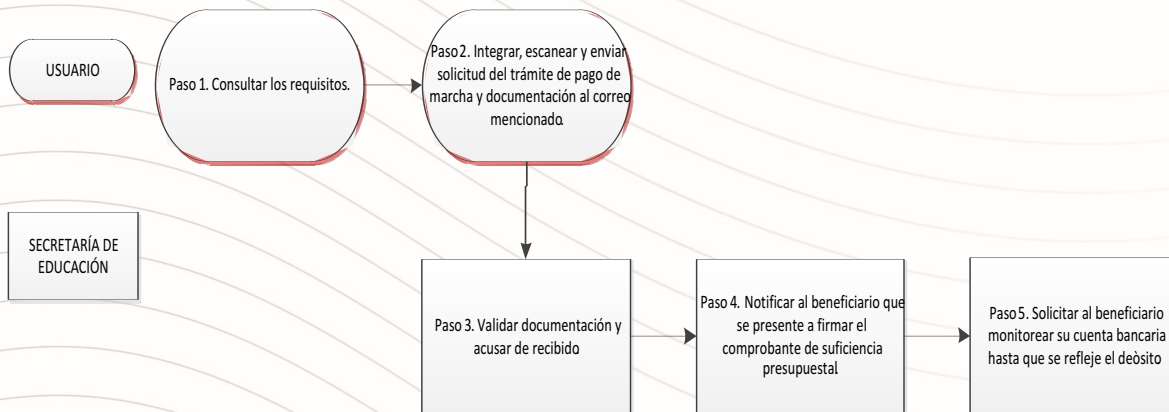 USUARIO
Paso 1. Consultar los requisitos.
Paso 2. Integrar, escanear y enviar
solicitud del trámite de pago de
marcha y documentación al correo
mencionado.
SECRETARÍA DE
EDUCACIÓN
Paso 3. Validar documentación y
acusar de recibido.
Paso 4. Notificar al beneficiario que
se presente a firmar el
comprobante de suficiencia
presupuestal.
Paso 5. Solicitar al beneficiario
monitorear su cuenta bancaria
hasta que se refleje el deòsito